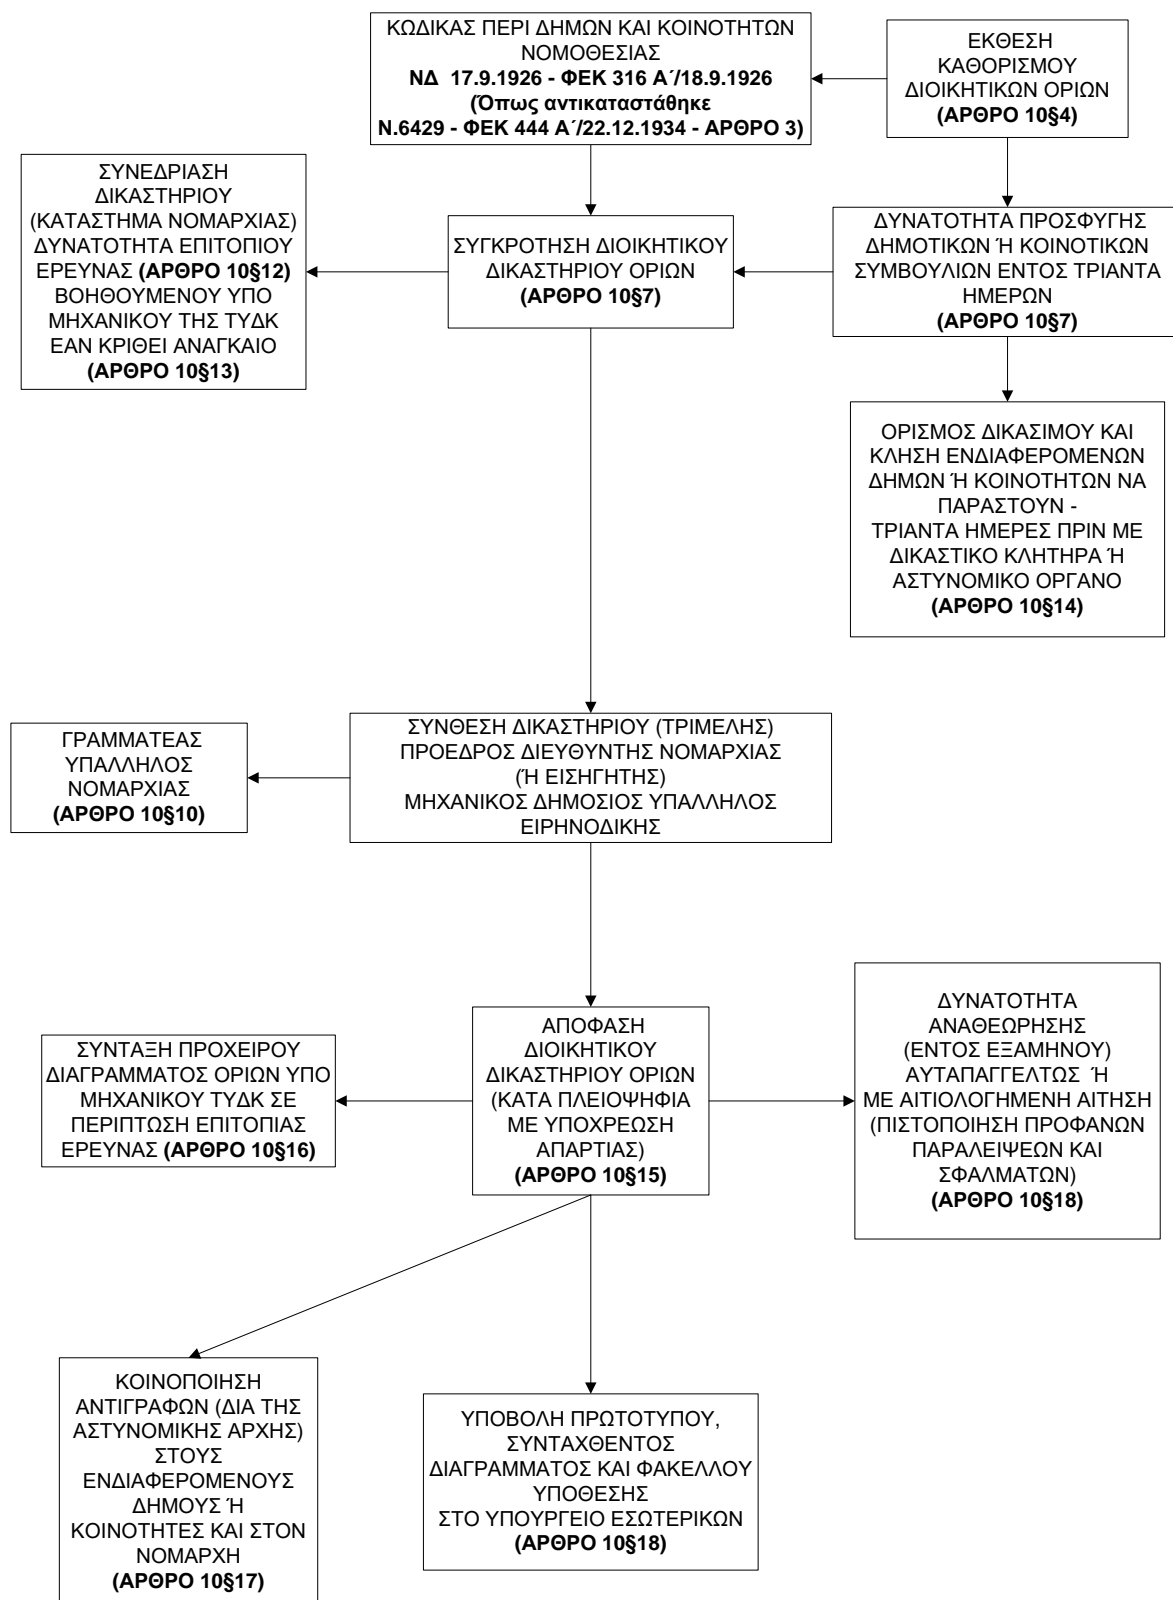 ΚΩΔΙΚΑΣ ΠΕΡΙ ΔΗΜΩΝ ΚΑΙ ΚΟΙΝΟΤΗΤΩΝ
ΝΟΜΟΘΕΣΙΑΣ
ΝΔ 17.9.1926 - ΦΕΚ 316 Α΄/18.9.1926
(Όπως αντικαταστάθηκε
Ν.6429 - ΦΕΚ 444 Α΄/22.12.1934 - ΑΡΘΡΟ 3)
ΕΚΘΕΣΗ
ΚΑΘΟΡΙΣΜΟΥ
ΔΙΟΙΚΗΤΙΚΩΝ ΟΡΙΩΝ
(ΑΡΘΡΟ 10§4)
ΣΥΝΕΔΡΙΑΣΗ
ΔΙΚΑΣΤΗΡΙΟΥ
(ΚΑΤΑΣΤΗΜΑ ΝΟΜΑΡΧΙΑΣ)
ΔΥΝΑΤΟΤΗΤΑ ΕΠΙΤΟΠΙΟΥ
ΕΡΕΥΝΑΣ (ΑΡΘΡΟ 10§12)
ΒΟΗΘΟΥΜΕΝΟΥ ΥΠΟ
ΜΗΧΑΝΙΚΟΥ ΤΗΣ ΤΥΔΚ
ΕΑΝ ΚΡΙΘΕΙ ΑΝΑΓΚΑΙΟ
(ΑΡΘΡΟ 10§13)
ΣΥΓΚΡΟΤΗΣΗ ΔΙΟΙΚΗΤΙΚΟΥ
ΔΙΚΑΣΤΗΡΙΟΥ ΟΡΙΩΝ
(ΑΡΘΡΟ 10§7)
ΔΥΝΑΤΟΤΗΤΑ ΠΡΟΣΦΥΓΗΣ
ΔΗΜΟΤΙΚΩΝ Ή ΚΟΙΝΟΤΙΚΩΝ
ΣΥΜΒΟΥΛΙΩΝ ΕΝΤΟΣ ΤΡΙΑΝΤΑ
ΗΜΕΡΩΝ
(ΑΡΘΡΟ 10§7)
ΟΡΙΣΜΟΣ ΔΙΚΑΣΙΜΟΥ ΚΑΙ
ΚΛΗΣΗ ΕΝΔΙΑΦΕΡΟΜΕΝΩΝ
ΔΗΜΩΝ Ή ΚΟΙΝΟΤΗΤΩΝ ΝΑ
ΠΑΡΑΣΤΟΥΝ -
ΤΡΙΑΝΤΑ ΗΜΕΡΕΣ ΠΡΙΝ ΜΕ
ΔΙΚΑΣΤΙΚΟ ΚΛΗΤΗΡΑ Ή
ΑΣΤΥΝΟΜΙΚΟ ΟΡΓΑΝΟ
(ΑΡΘΡΟ 10§14)
ΓΡΑΜΜΑΤΕΑΣ
ΥΠΑΛΛΗΛΟΣ
ΝΟΜΑΡΧΙΑΣ
(ΑΡΘΡΟ 10§10)
ΣΥΝΘΕΣΗ ΔΙΚΑΣΤΗΡΙΟΥ (ΤΡΙΜΕΛΗΣ)
ΠΡΟΕΔΡΟΣ ΔΙΕΥΘΥΝΤΗΣ ΝΟΜΑΡΧΙΑΣ
(Ή ΕΙΣΗΓΗΤΗΣ)
ΜΗΧΑΝΙΚΟΣ ΔΗΜΟΣΙΟΣ ΥΠΑΛΛΗΛΟΣ
ΕΙΡΗΝΟΔΙΚΗΣ
ΣΥΝΤΑΞΗ ΠΡΟΧΕΙΡΟΥ
ΔΙΑΓΡΑΜΜΑΤΟΣ ΟΡΙΩΝ ΥΠΟ
ΜΗΧΑΝΙΚΟΥ ΤΥΔΚ ΣΕ
ΠΕΡΙΠΤΩΣΗ ΕΠΙΤΟΠΙΑΣ
ΕΡΕΥΝΑΣ (ΑΡΘΡΟ 10§16)
ΑΠΟΦΑΣΗ
ΔΙΟΙΚΗΤΙΚΟΥ
ΔΙΚΑΣΤΗΡΙΟΥ ΟΡΙΩΝ
(ΚΑΤΑ ΠΛΕΙΟΨΗΦΙΑ
ΜΕ ΥΠΟΧΡΕΩΣΗ
ΑΠΑΡΤΙΑΣ)
(ΑΡΘΡΟ 10§15)
ΔΥΝΑΤΟΤΗΤΑ
ΑΝΑΘΕΩΡΗΣΗΣ
(ΕΝΤΟΣ ΕΞΑΜΗΝΟΥ)
ΑΥΤΑΠΑΓΓΕΛΤΩΣ Ή
ΜΕ ΑΙΤΙΟΛΟΓΗΜΕΝΗ ΑΙΤΗΣΗ
(ΠΙΣΤΟΠΟΙΗΣΗ ΠΡΟΦΑΝΩΝ
ΠΑΡΑΛΕΙΨΕΩΝ ΚΑΙ
ΣΦΑΛΜΑΤΩΝ)
(ΑΡΘΡΟ 10§18)
ΚΟΙΝΟΠΟΙΗΣΗ
ΑΝΤΙΓΡΑΦΩΝ (ΔΙΑ ΤΗΣ
ΑΣΤΥΝΟΜΙΚΗΣ ΑΡΧΗΣ)
ΣΤΟΥΣ
ΕΝΔΙΑΦΕΡΟΜΕΝΟΥΣ
ΔΗΜΟΥΣ Ή
ΚΟΙΝΟΤΗΤΕΣ ΚΑΙ ΣΤΟΝ
ΝΟΜΑΡΧΗ
(ΑΡΘΡΟ 10§17)
ΥΠΟΒΟΛΗ ΠΡΩΤΟΤΥΠΟΥ,
ΣΥΝΤΑΧΘΕΝΤΟΣ
ΔΙΑΓΡΑΜΜΑΤΟΣ ΚΑΙ ΦΑΚΕΛΛΟΥ
ΥΠΟΘΕΣΗΣ
ΣΤΟ ΥΠΟΥΡΓΕΙΟ ΕΣΩΤΕΡΙΚΩΝ
(ΑΡΘΡΟ 10§18)